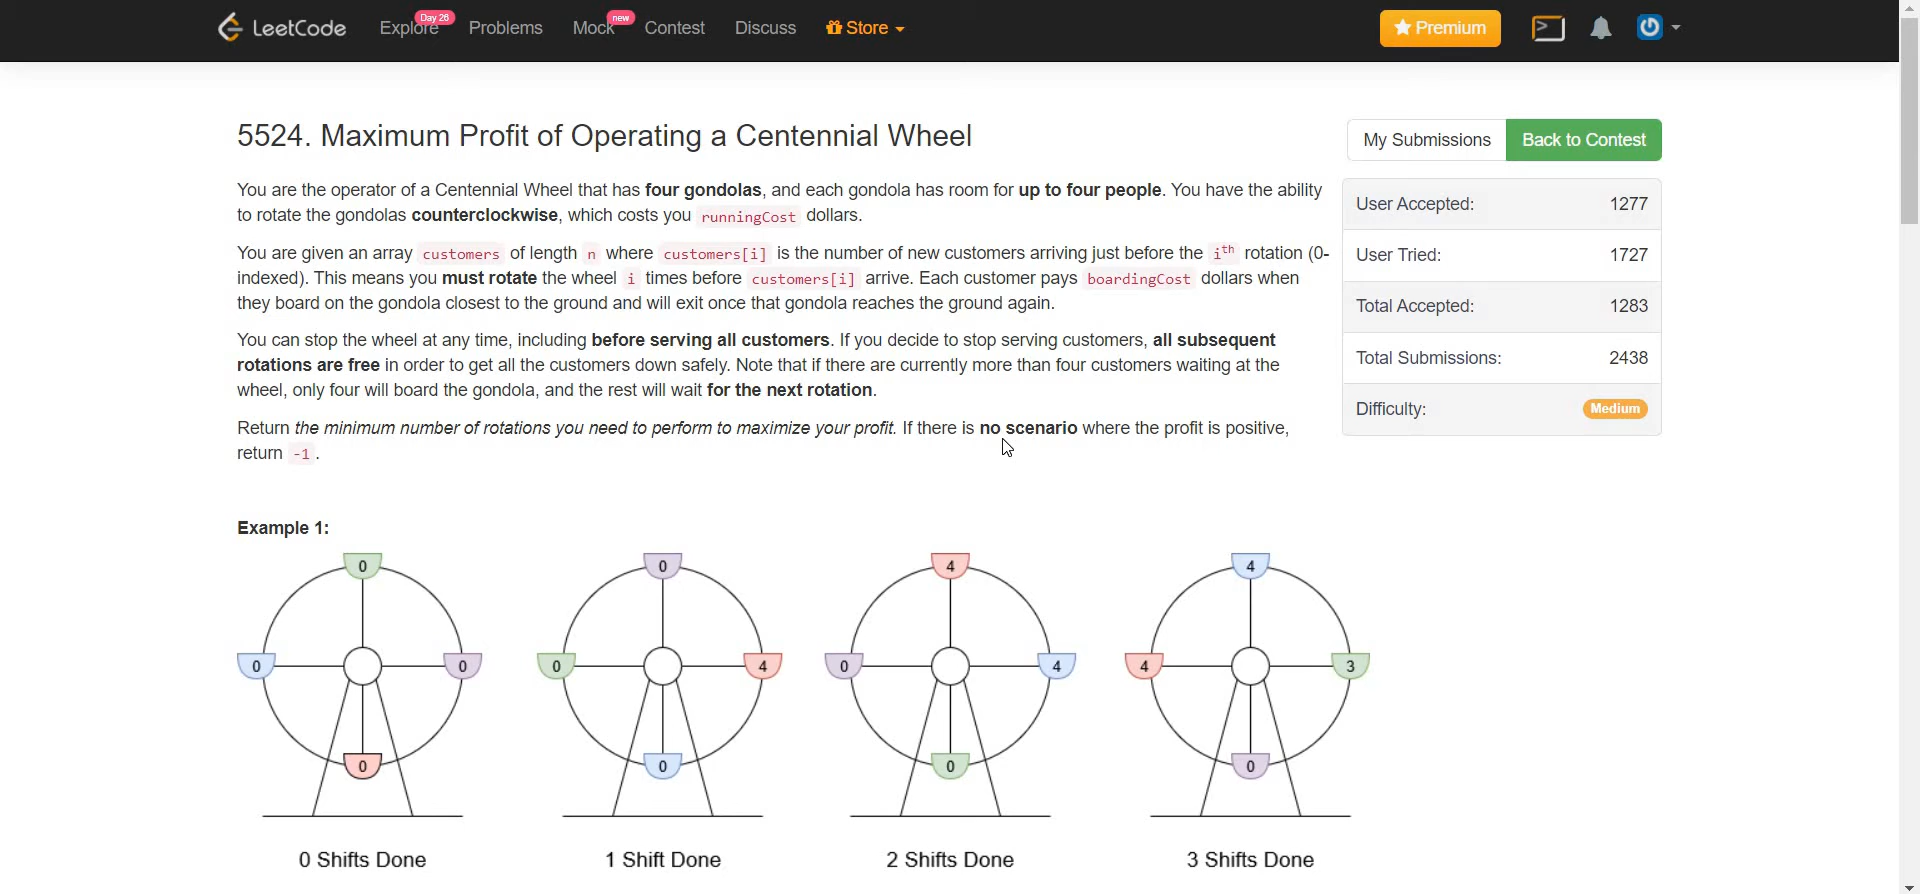 LeetCode Explore Day 26 Problems Mock new Contest Discuss Store Premium
5524. Maximum Profit of Operating a Centennial Wheel
My Submissions Back to Contest
You are the operator of a Centennial Wheel that has four gondolas, and each gondola has room for up to four people. You have the ability
to rotate the gondolas counterclockwise, which costs you runningCost dollars.
You are given an array customers of length n where customers[i] is the number of new customers arriving just before the ith rotation (0-
indexed). This means you must rotate the wheel i times before customers[i] arrive. Each customer pays boardingCost dollars when
they board on the gondola closest to the ground and will exit once that gondola reaches the ground again.
You can stop the wheel at any time, including before serving all customers. If you decide to stop serving customers, all subsequent
rotations are free in order to get all the customers down safely. Note that if there are currently more than four customers waiting at the
wheel, only four will board the gondola, and the rest will wait for the next rotation.
Return the minimum number of rotations you need to perform to maximize your profit. If there is no scenario where the profit is positive,
return -1.
User Accepted: 1277
User Tried: 1727
Total Accepted: 1283
Total Submissions: 2438
Difficulty: Medium
Example 1:
0 0 4 4
0 0 0 4 0 4 4 3
0 0 0 0
0 Shifts Done 1 Shift Done 2 Shifts Done 3 Shifts Done